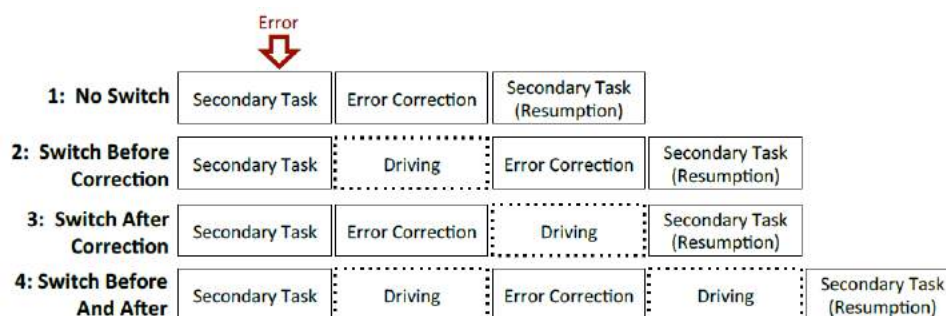 Error
1: No Switch
Secondary Task
Error Correction
Secondary Task
(Resumption)
2: Switch Before
Correction
Secondary Task
Driving
Error Correction
Secondary Task
(Resumption)
3: Switch After
Correction
Secondary Task
Error Correction
Driving
Secondary Task
(Resumption)
4: Switch Before
And After
Secondary Task
Driving
Error Correction
Driving
Secondary Task
(Resumption)